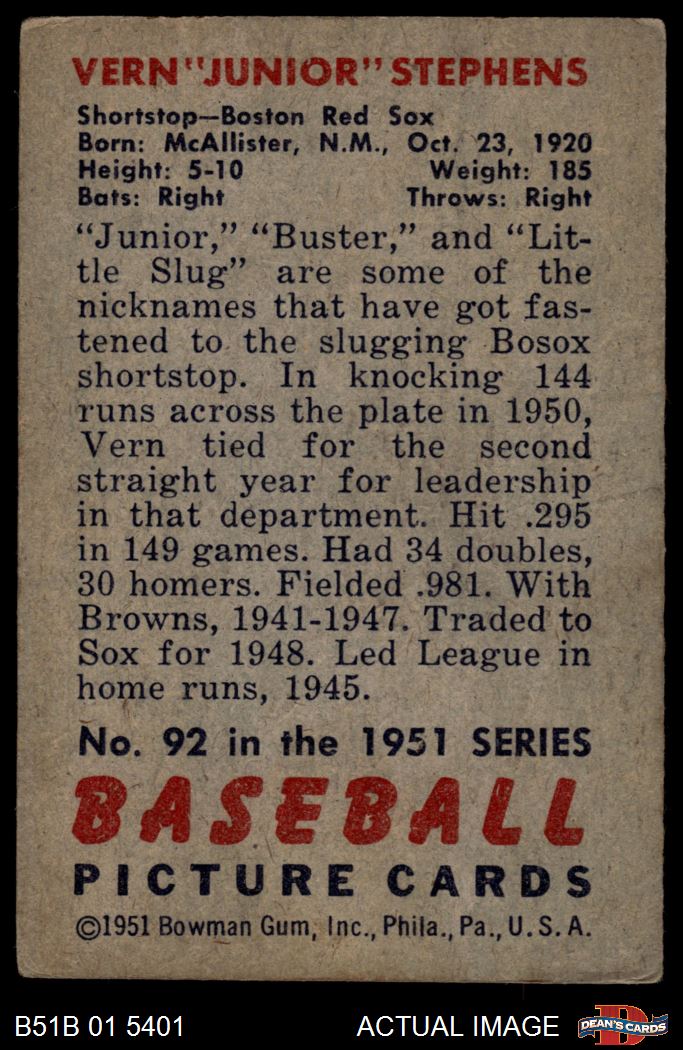 VERN "JUNIOR" STEPHENS
Shortstop—Boston Red Sox
Born: McAllister, N.M., Oct. 23, 1920
Height: 5-10 Weight: 185
Bats: Right Throws: Right
"Junior," "Buster," and "Lit-
tle Slug" are some of the
nicknames that have got fas-
tened to the slugging Bosox
shortstop. In knocking 144
runs across the plate in 1950,
Vern tied for the second
straight year for leadership
in that department. Hit .295
in 149 games. Had 34 doubles,
30 homers. Fielded .981. With
Browns, 1941-1947. Traded to
Sox for 1948. Led League in
home runs, 1945.
No. 92 in the 1951 SERIES
BASEBALL
PICTURE CARDS
©1951 Bowman Gum, Inc., Phila., Pa., U.S.A.
B51B 01 5401 ACTUAL IMAGE
D
DEAN'S CARDS